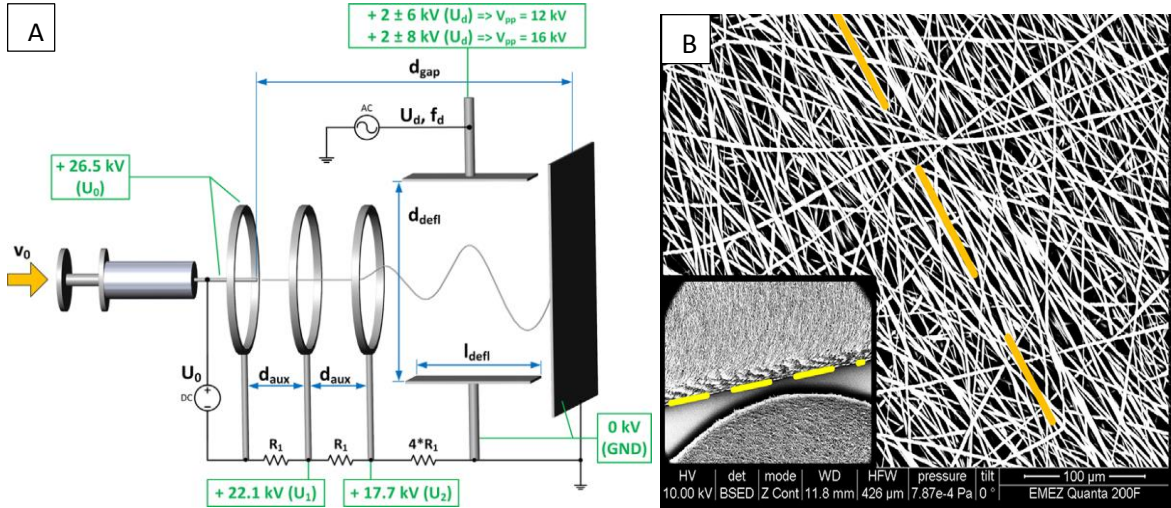 A
+ 2 ± 6 kV (Ud) => VPP = 12 kV
+ 2 ± 8 kV (Ud) => VPP = 16 kV
dgap
AC
Ud, fd
+ 26.5 kV
(U0)
ddefl
v0
ldefl
U0
DC
daux
daux
R1
R1
4*R1
0 kV
(GND)
+ 22.1 kV (U1)
+ 17.7 kV (U2)
B
HV det mode WD HFW pressure tilt 100 µm
10.00 kV BSED Z Cont 11.8 mm 426 µm 7.87e-4 Pa 0 ° EMEZ Quanta 200F